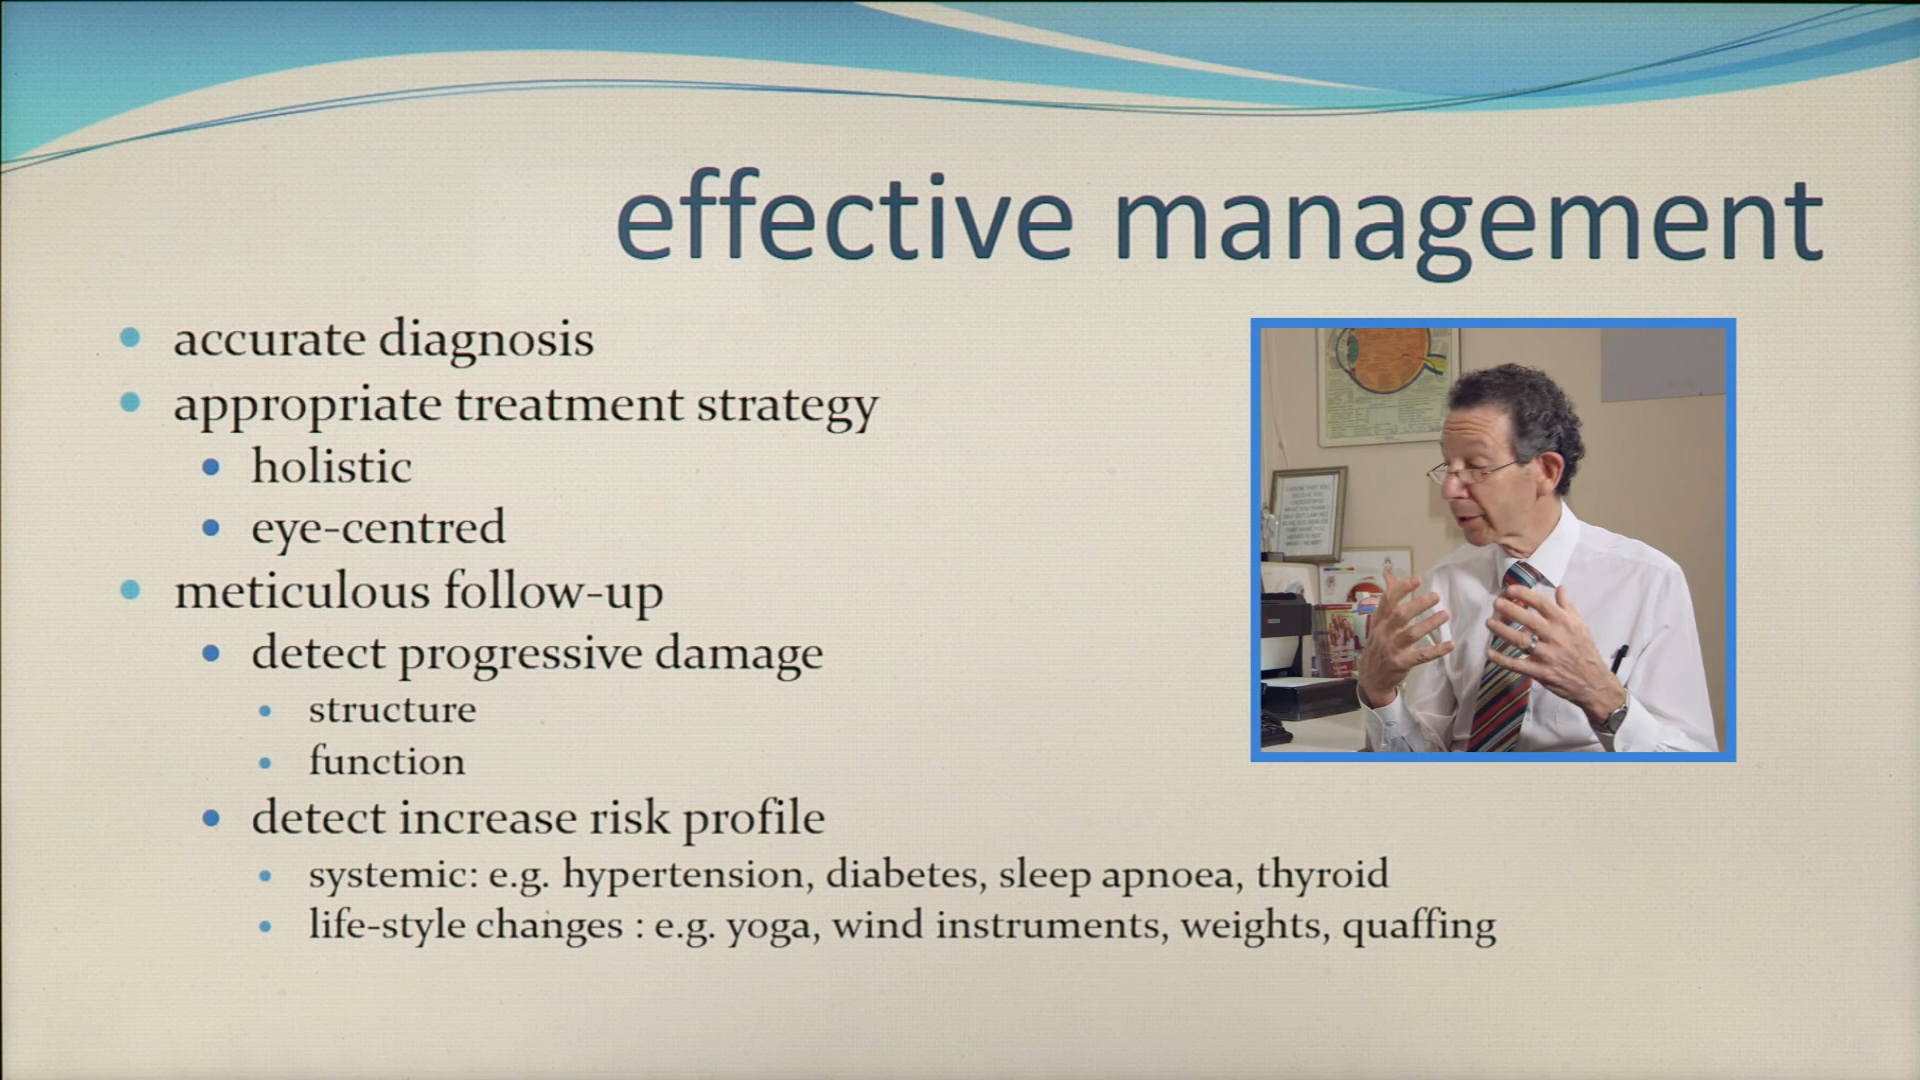 effective management
accurate diagnosis
appropriate treatment strategy
holistic
eye-centred
meticulous follow-up
detect progressive damage
structure
function
detect increase risk profile
systemic: e.g. hypertension, diabetes, sleep apnoea, thyroid
life-style changes : e.g. yoga, wind instruments, weights, quaffing